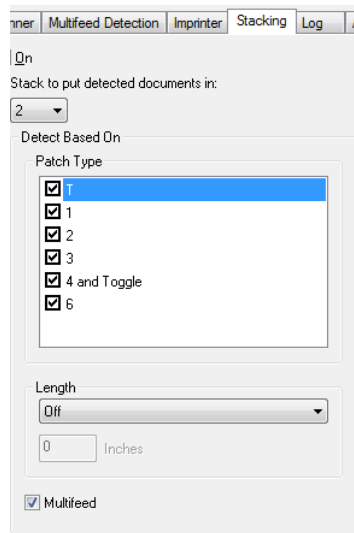 nner Multifeed Detection Imprinter Stacking Log
On
Stack to put detected documents in:
2
Detect Based On
Patch Type
T
1
2
3
4 and Toggle
6
Length
Off
0 Inches
Multifeed